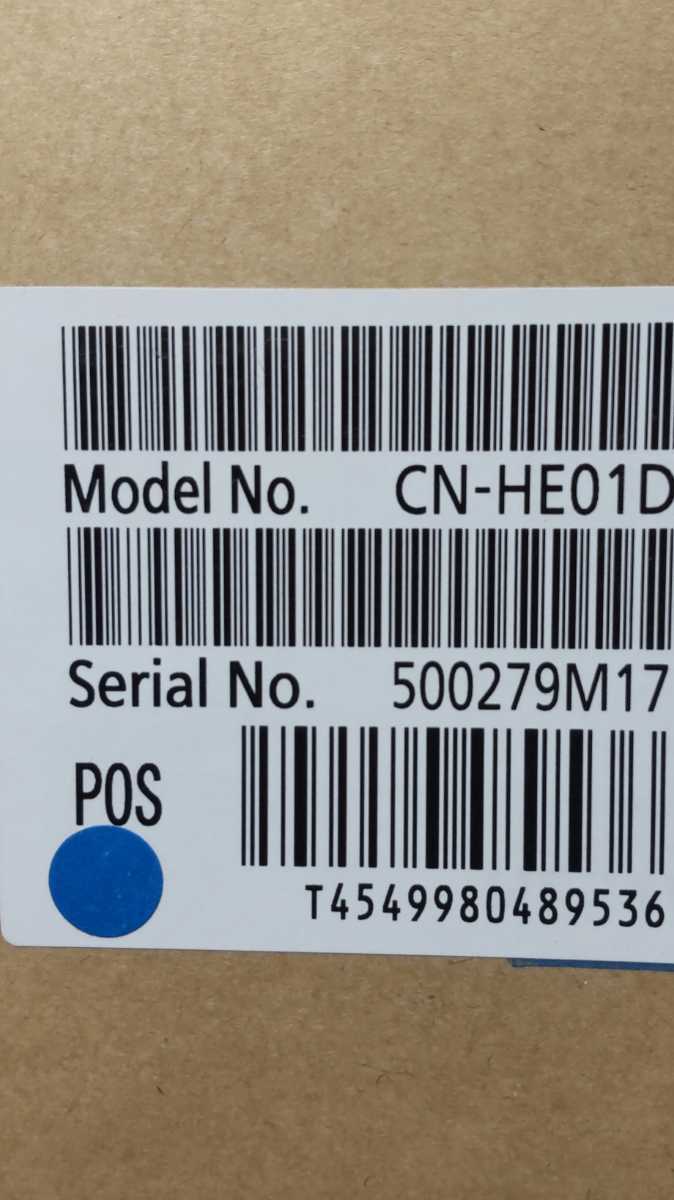 Model No. CN-HE01D
Serial No. 500279M17
POS
T4549980489536